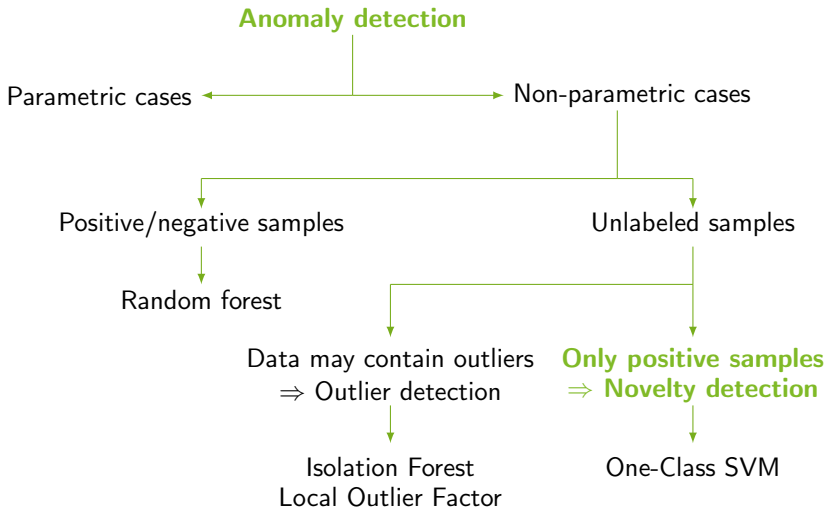 Anomaly detection
Parametric cases
Non-parametric cases
Positive/negative samples
Unlabeled samples
Random forest
Data may contain outliers
⇒ Outlier detection
Only positive samples
⇒ Novelty detection
Isolation Forest
Local Outlier Factor
One-Class SVM